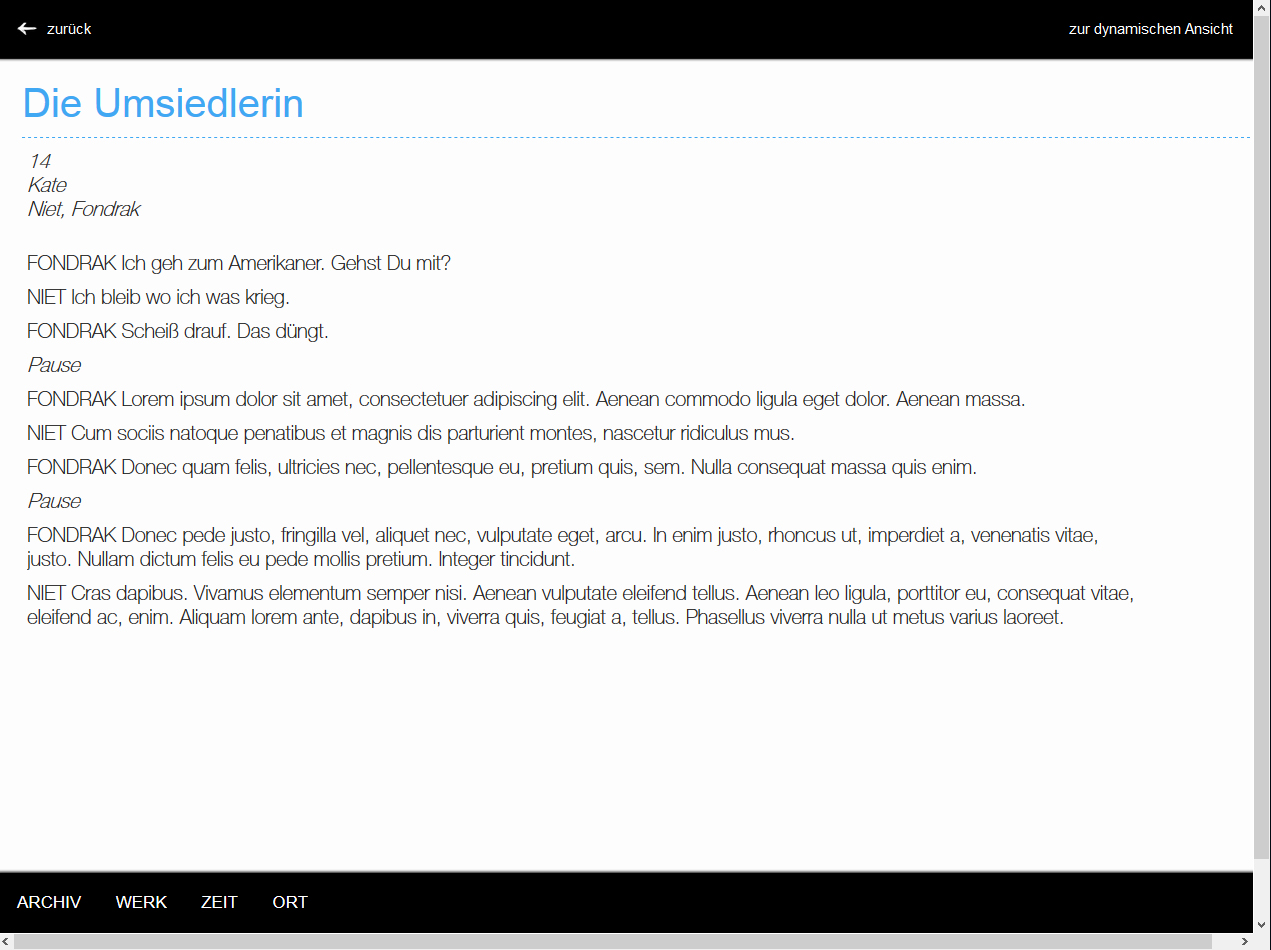 zurück
zur dynamischen Ansicht
Die Umsiedlerin
14
Kate
Niet, Fondrak
FONDRAK Ich geh zum Amerikaner. Gehst Du mit?
NIET Ich bleib wo ich was krieg.
FONDRAK Scheiß drauf. Das düngt.
Pause
FONDRAK Lorem ipsum dolor sit amet, consectetuer adipiscing elit. Aenean commodo ligula eget dolor. Aenean massa.
NIET Cum sociis natoque penatibus et magnis dis parturient montes, nascetur ridiculus mus.
FONDRAK Donec quam felis, ultricies nec, pellentesque eu, pretium quis, sem. Nulla consequat massa quis enim.
Pause
FONDRAK Donec pede justo, fringilla vel, aliquet nec, vulputate eget, arcu. In enim justo, rhoncus ut, imperdiet a, venenatis vitae,
justo. Nullam dictum felis eu pede mollis pretium. Integer tincidunt.
NIET Cras dapibus. Vivamus elementum semper nisi. Aenean vulputate eleifend tellus. Aenean leo ligula, porttitor eu, consequat vitae,
eleifend ac, enim. Aliquam lorem ante, dapibus in, viverra quis, feugiat a, tellus. Phasellus viverra nulla ut metus varius laoreet.
ARCHIV WERK ZEIT ORT